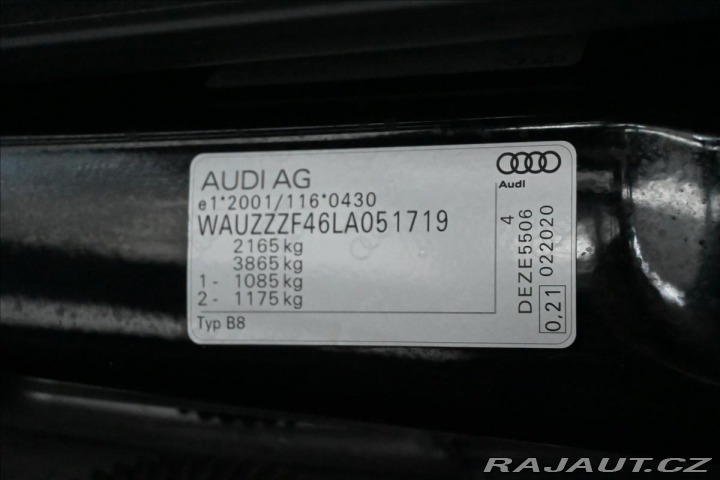 AUDI AG
e1*2001/116*0430
WAUZZZF46LA051719
2165 kg
3865 kg
1 - 1085 kg
2 - 1175 kg
Typ B8
Audi
4
DEZE5506
0,21 022020
RAJAUT.CZ